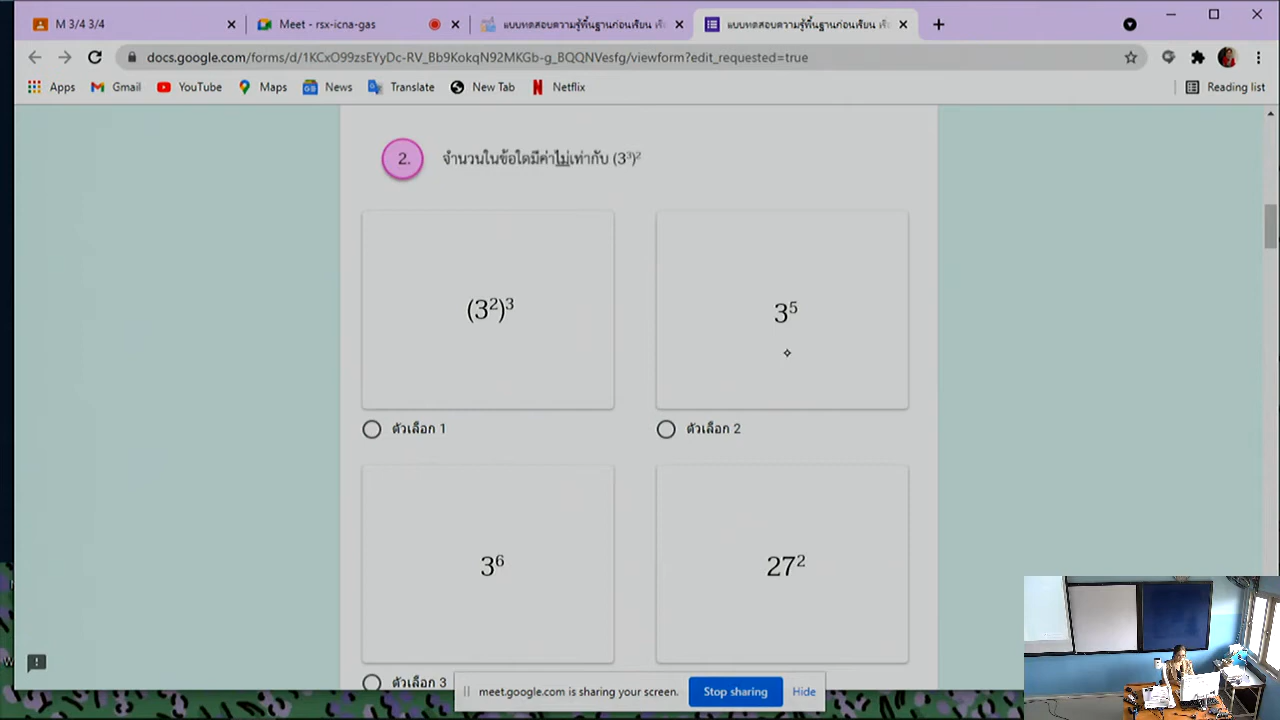 M 3/4 3/4
Meet - rsx-icna-gas
แบบทดสอบความรู้พื้นฐานก่อนเรียน เรื
แบบทดสอบความรู้พื้นฐานก่อนเรียน เรื
docs.google.com/forms/d/1KCxO99zsEYyDc-RV_Bb9KokqN92MKGb-g_BQQNVesfg/viewform?edit_requested=true
Apps
Gmail
YouTube
Maps
News
Translate
New Tab
Netflix
Reading list
2.
จำนวนในข้อใดมีค่าไม่เท่ากับ (3³)²
(3²)³
3⁵
ตัวเลือก 1
ตัวเลือก 2
3⁶
27²
ตัวเลือก 3
meet.google.com is sharing your screen.
Stop sharing
Hide